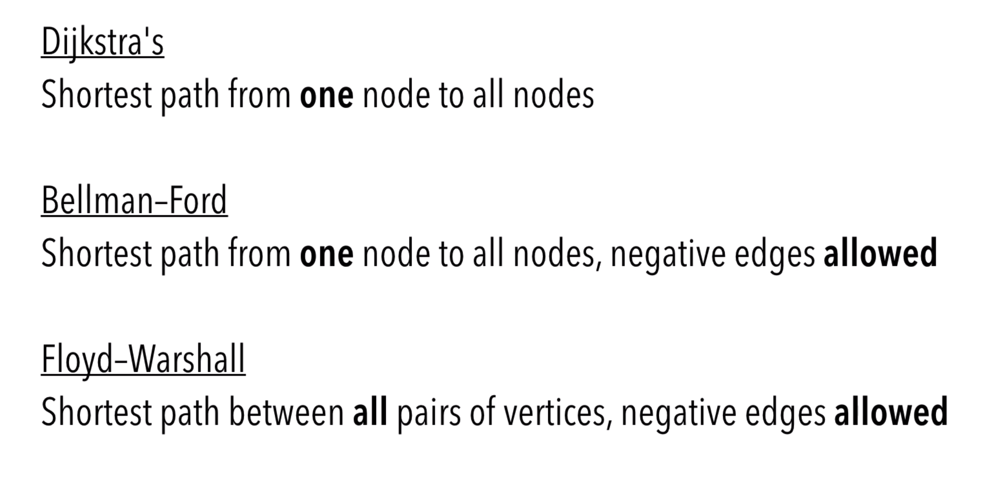 Dijkstra's
Shortest path from one node to all nodes
Bellman–Ford
Shortest path from one node to all nodes, negative edges allowed
Floyd–Warshall
Shortest path between all pairs of vertices, negative edges allowed